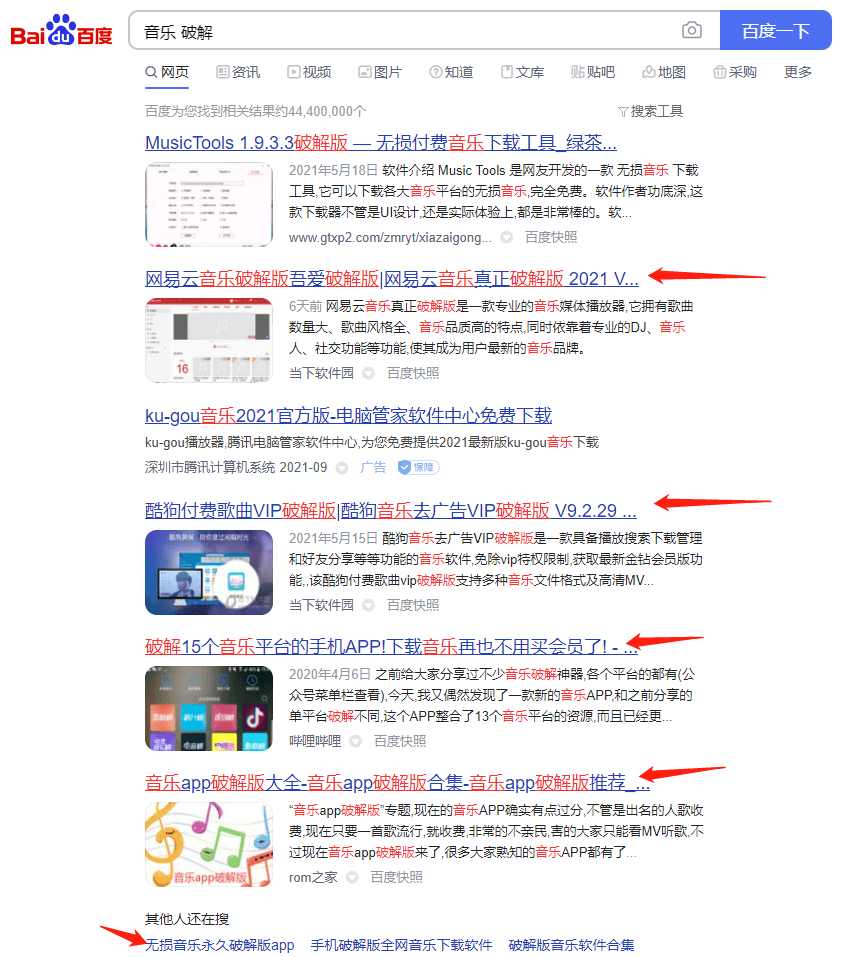 Bai du 百度
音乐 破解
百度一下
网页 资讯 视频 图片 知道 文库 贴吧 地图 采购 更多
百度为您找到相关结果约44,400,000个
搜索工具
MusicTools 1.9.3.3破解版 — 无损付费音乐下载工具_绿茶...
2021年5月18日 软件介绍 Music Tools 是网友开发的一款 无损音乐 下载
工具,它可以下载各大音乐平台的无损音乐,完全免费。软件作者功底深,这
款下载器不管是UI设计,还是实际体验上,都是非常棒的。软...
www.gtxp2.com/zmryt/xiazaigong... 百度快照
网易云音乐破解版吾爱破解版|网易云音乐真正破解版 2021 V...
6天前 网易云音乐真正破解版是一款专业的音乐媒体播放器,它拥有歌曲
数量大、歌曲风格全、音乐品质高的特点,同时依靠着专业的DJ、音乐
人、社交功能等功能,使其成为用户最新的音乐品牌。
16
当下软件园 百度快照
ku-gou音乐2021官方版-电脑管家软件中心免费下载
ku-gou播放器,腾讯电脑管家软件中心,为您免费提供2021最新版ku-gou音乐下载
深圳市腾讯计算机系统 2021-09 广告 保障
酷狗付费歌曲VIP破解版|酷狗音乐去广告VIP破解版 V9.2.29 ...
2021年5月15日 酷狗音乐去广告VIP破解版是一款具备播放搜索下载管理
和好友分享等等功能的音乐软件,免除vip特权限制,获取最新金钻会员版功
能,,该酷狗付费歌曲vip破解版支持多种音乐文件格式及高清MV...
当下软件园 百度快照
破解15个音乐平台的手机APP!下载音乐再也不用买会员了! - ...
2020年4月6日 之前给大家分享过不少音乐破解神器,各个平台的都有(公
众号菜单栏查看),今天,我又偶然发现了一款新的音乐APP,和之前分享的
单平台破解不同,这个APP整合了13个音乐平台的资源,而且已经更...
哔哩哔哩 百度快照
音乐app破解版大全-音乐app破解版合集-音乐app破解版推荐_...
“音乐app破解版”专题,现在的音乐APP确实有点过分,不管是出名的人歌收
费,现在只要一首歌流行,就收费,非常的不亲民,害的大家只能看MV听歌,不
过现在音乐app破解版来了,很多大家熟知的音乐APP都有了...
音乐app破解版
rom之家 百度快照
其他人还在搜
无损音乐永久破解版app 手机破解版全网音乐下载软件 破解版音乐软件合集